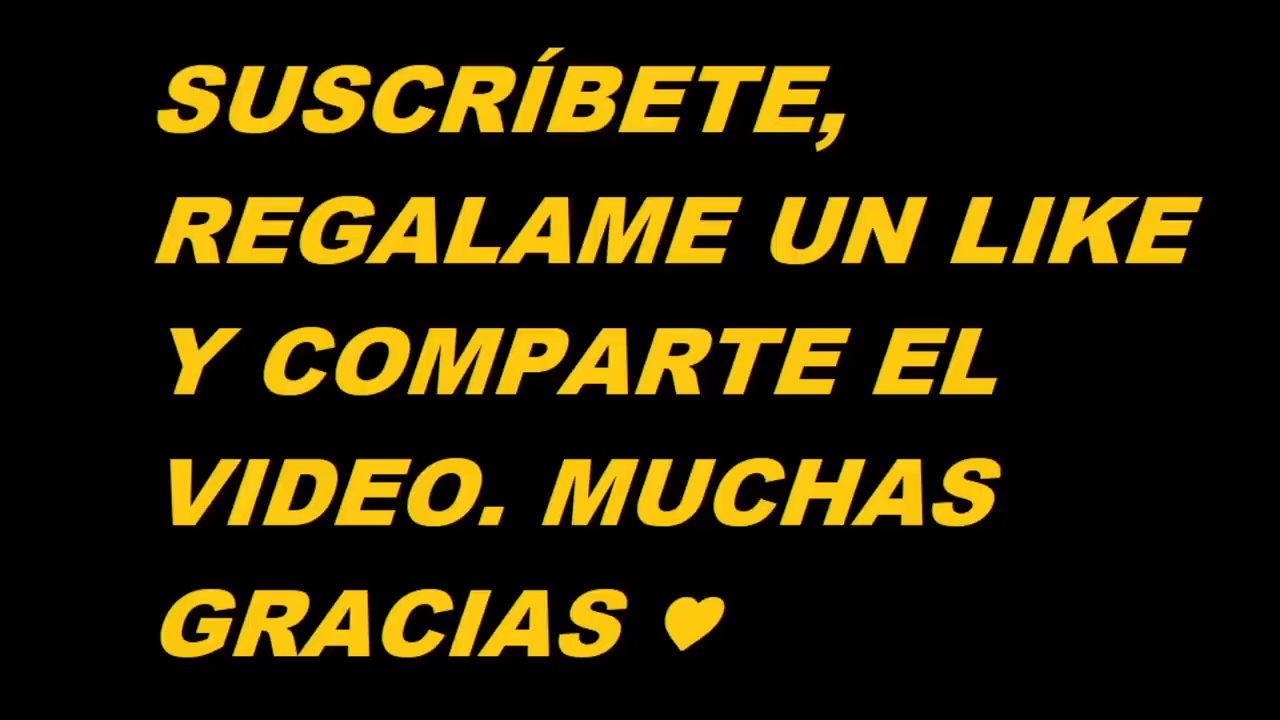 SUSCRÍBETE,
REGALAME UN LIKE
Y COMPARTE EL
VIDEO. MUCHAS
GRACIAS ♥